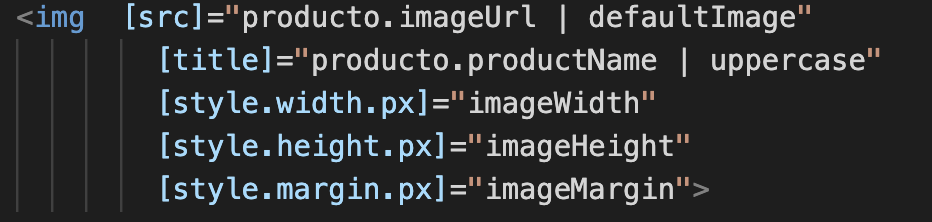 <img [src]="producto.imageUrl | defaultImage"
[title]="producto.productName | uppercase"
[style.width.px]="imageWidth"
[style.height.px]="imageHeight"
[style.margin.px]="imageMargin">